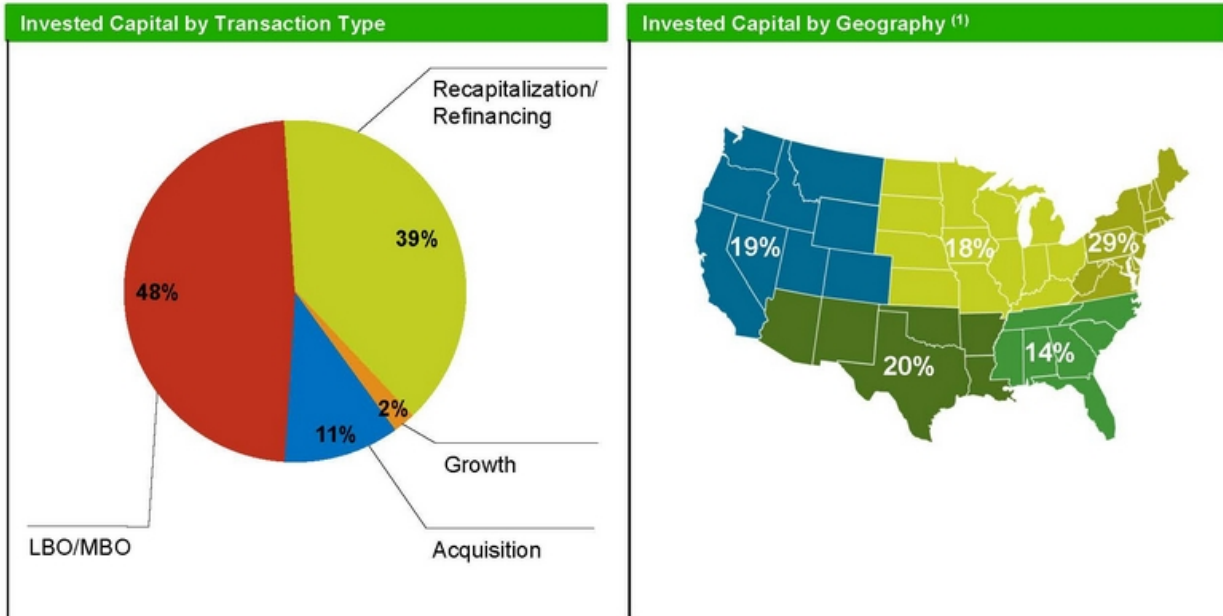 Invested Capital by Transaction Type
Recapitalization/
Refinancing
39%
48%
2%
11%
Growth
LBO/MBO
Acquisition
Invested Capital by Geography (1)
19%
18%
29%
20%
14%